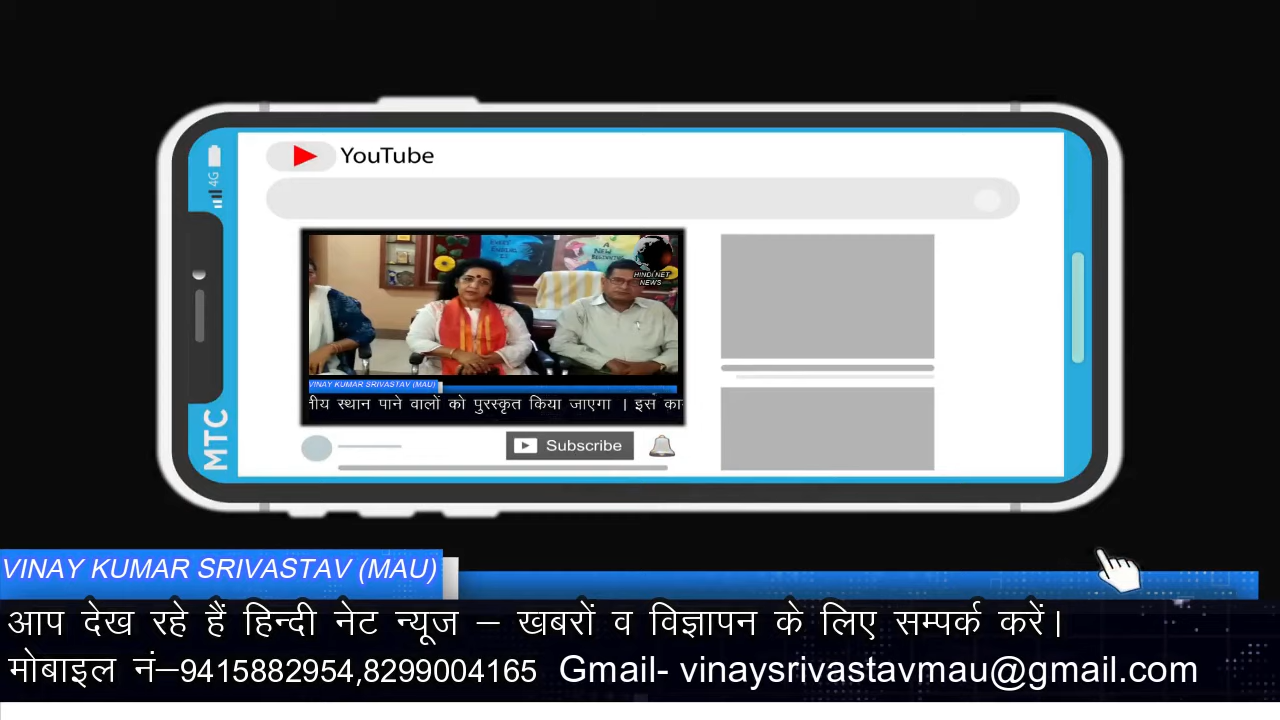 4G
MTC
YouTube
A
NEW
HINDI NET
NEWS
VINAY KUMAR SRIVASTAV (MAU)
तीय स्थान पाने वालों को पुरस्कृत किया जाएगा । इस
Subscribe
VINAY KUMAR SRIVASTAV (MAU)
आप देख रहे हैं हिन्दी नेट न्यूज – खबरों व विज्ञापन के लिए सम्पर्क करें।
मोबाइल नं–9415882954,8299004165 Gmail- vinaysrivastavmau@gmail.com